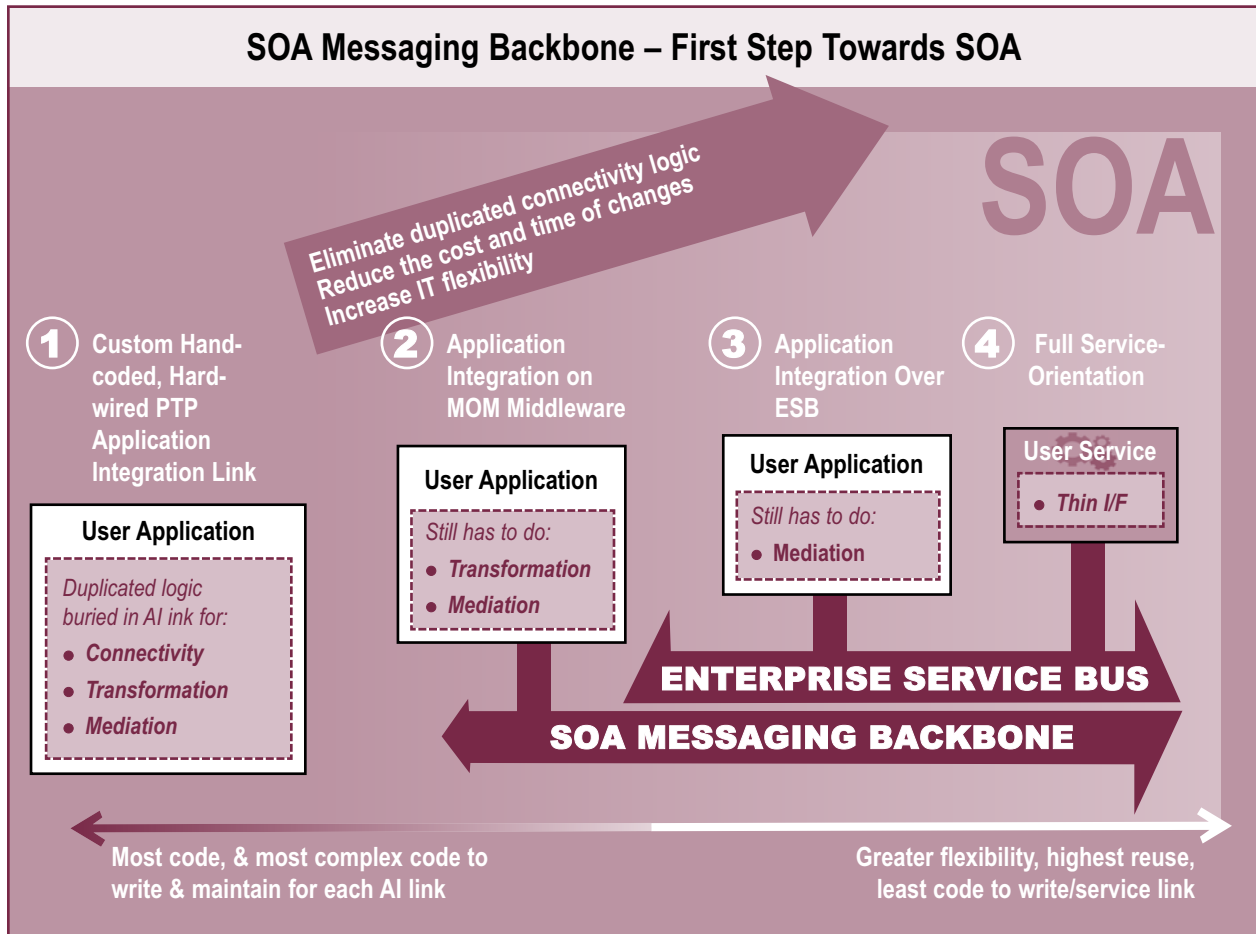 SOA Messaging Backbone – First Step Towards SOA
SOA
Eliminate duplicated connectivity logic
Reduce the cost and time of changes
Increase IT flexibility
1
Custom Hand-
coded, Hard-
wired PTP
Application
Integration Link
User Application
Duplicated logic
buried in AI ink for:
• Connectivity
• Transformation
• Mediation
2
Application
Integration on
MOM Middleware
User Application
Still has to do:
• Transformation
• Mediation
3
Application
Integration Over
ESB
User Application
Still has to do:
• Mediation
4
Full Service-
Orientation
User Service
• Thin I/F
ENTERPRISE SERVICE BUS
SOA MESSAGING BACKBONE
Most code, & most complex code to
write & maintain for each AI link
Greater flexibility, highest reuse,
least code to write/service link